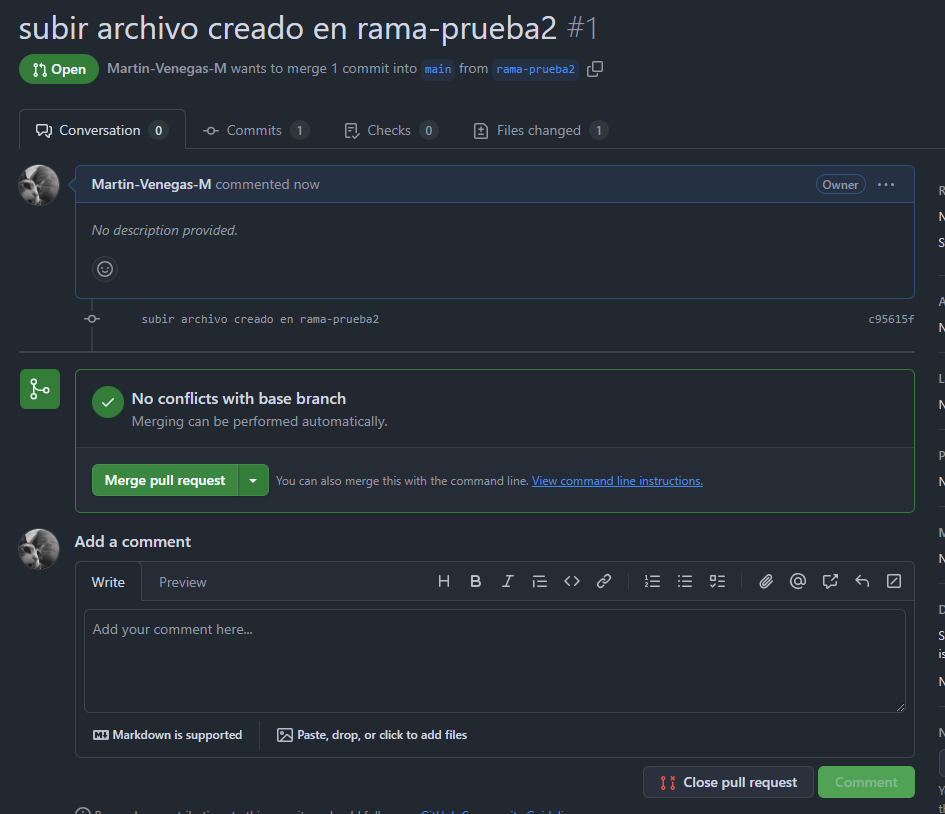 subir archivo creado en rama-prueba2 #1
Open Martin-Venegas-M wants to merge 1 commit into main from rama-prueba2
Conversation 0 Commits 1 Checks 0 Files changed 1
Martin-Venegas-M commented now Owner
No description provided.
subir archivo creado en rama-prueba2 c95615f
No conflicts with base branch
Merging can be performed automatically.
Merge pull request You can also merge this with the command line. View command line instructions.
Add a comment
Write Preview
Add your comment here...
Markdown is supported Paste, drop, or click to add files
Close pull request Comment